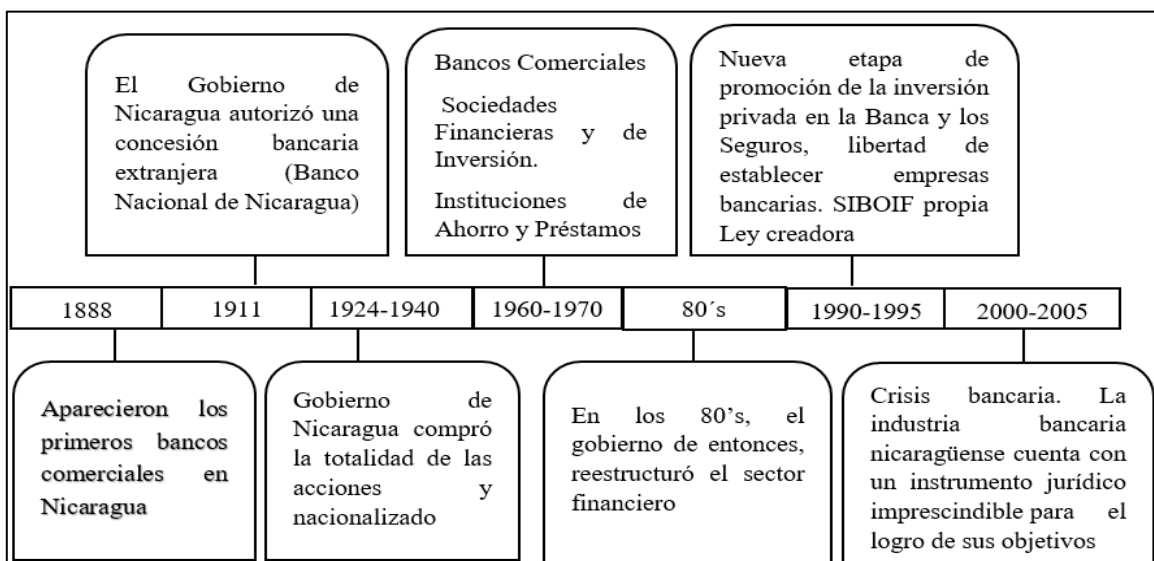 El Gobierno de
Nicaragua autorizó una
concesión bancaria
extranjera (Banco
Nacional de Nicaragua)
Bancos Comerciales
Sociedades
Financieras y de
Inversión.
Instituciones de
Ahorro y Préstamos
Nueva etapa de
promoción de la inversión
privada en la Banca y los
Seguros, libertad de
establecer empresas
bancarias. SIBOIF propia
Ley creadora
1888 1911 1924-1940 1960-1970 80´s 1990-1995 2000-2005
Aparecieron los
primeros bancos
comerciales en
Nicaragua
Gobierno de
Nicaragua compró
la totalidad de las
acciones y
nacionalizado
En los 80’s, el
gobierno de entonces,
reestructuró el sector
financiero
Crisis bancaria. La
industria bancaria
nicaragüense cuenta con
un instrumento jurídico
imprescindible para el
logro de sus objetivos